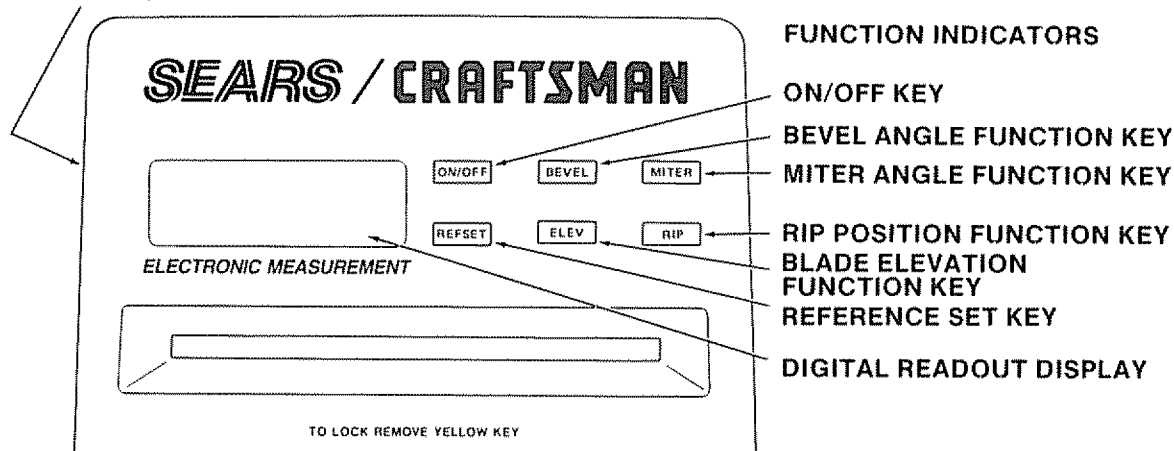 FUNCTION INDICATORS
SEARS / CRAFTSMAN
ON/OFF KEY
BEVEL ANGLE FUNCTION KEY
ON/OFF BEVEL MITER
MITER ANGLE FUNCTION KEY
REFSET ELEV RIP
RIP POSITION FUNCTION KEY
ELECTRONIC MEASUREMENT
BLADE ELEVATION
FUNCTION KEY
REFERENCE SET KEY
DIGITAL READOUT DISPLAY
TO LOCK REMOVE YELLOW KEY